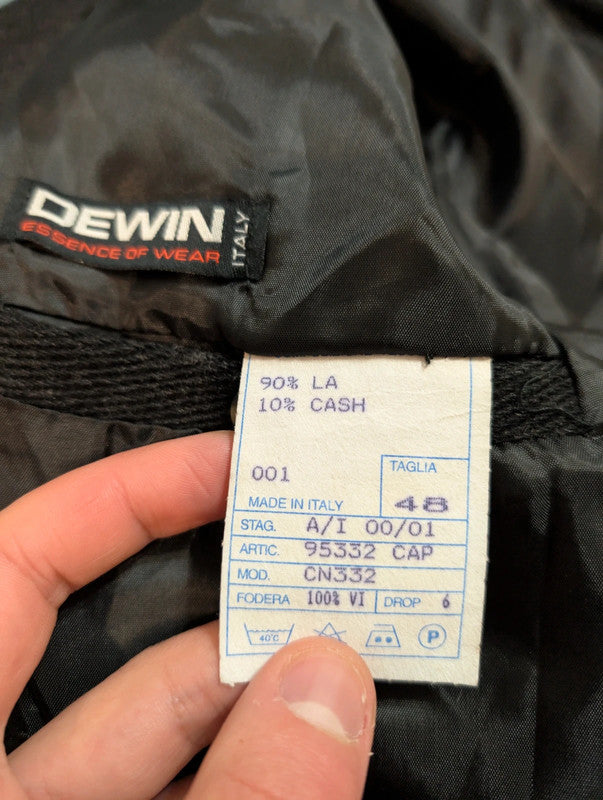 DEWIN
ESSENCE OF WEAR
ITALY
90% LA
10% CASH
001
TAGLIA
MADE IN ITALY 48
STAG. A/I 00/01
ARTIC. 95332 CAP
MOD. CN332
FODERA 100% VI DROP 6
40°C P